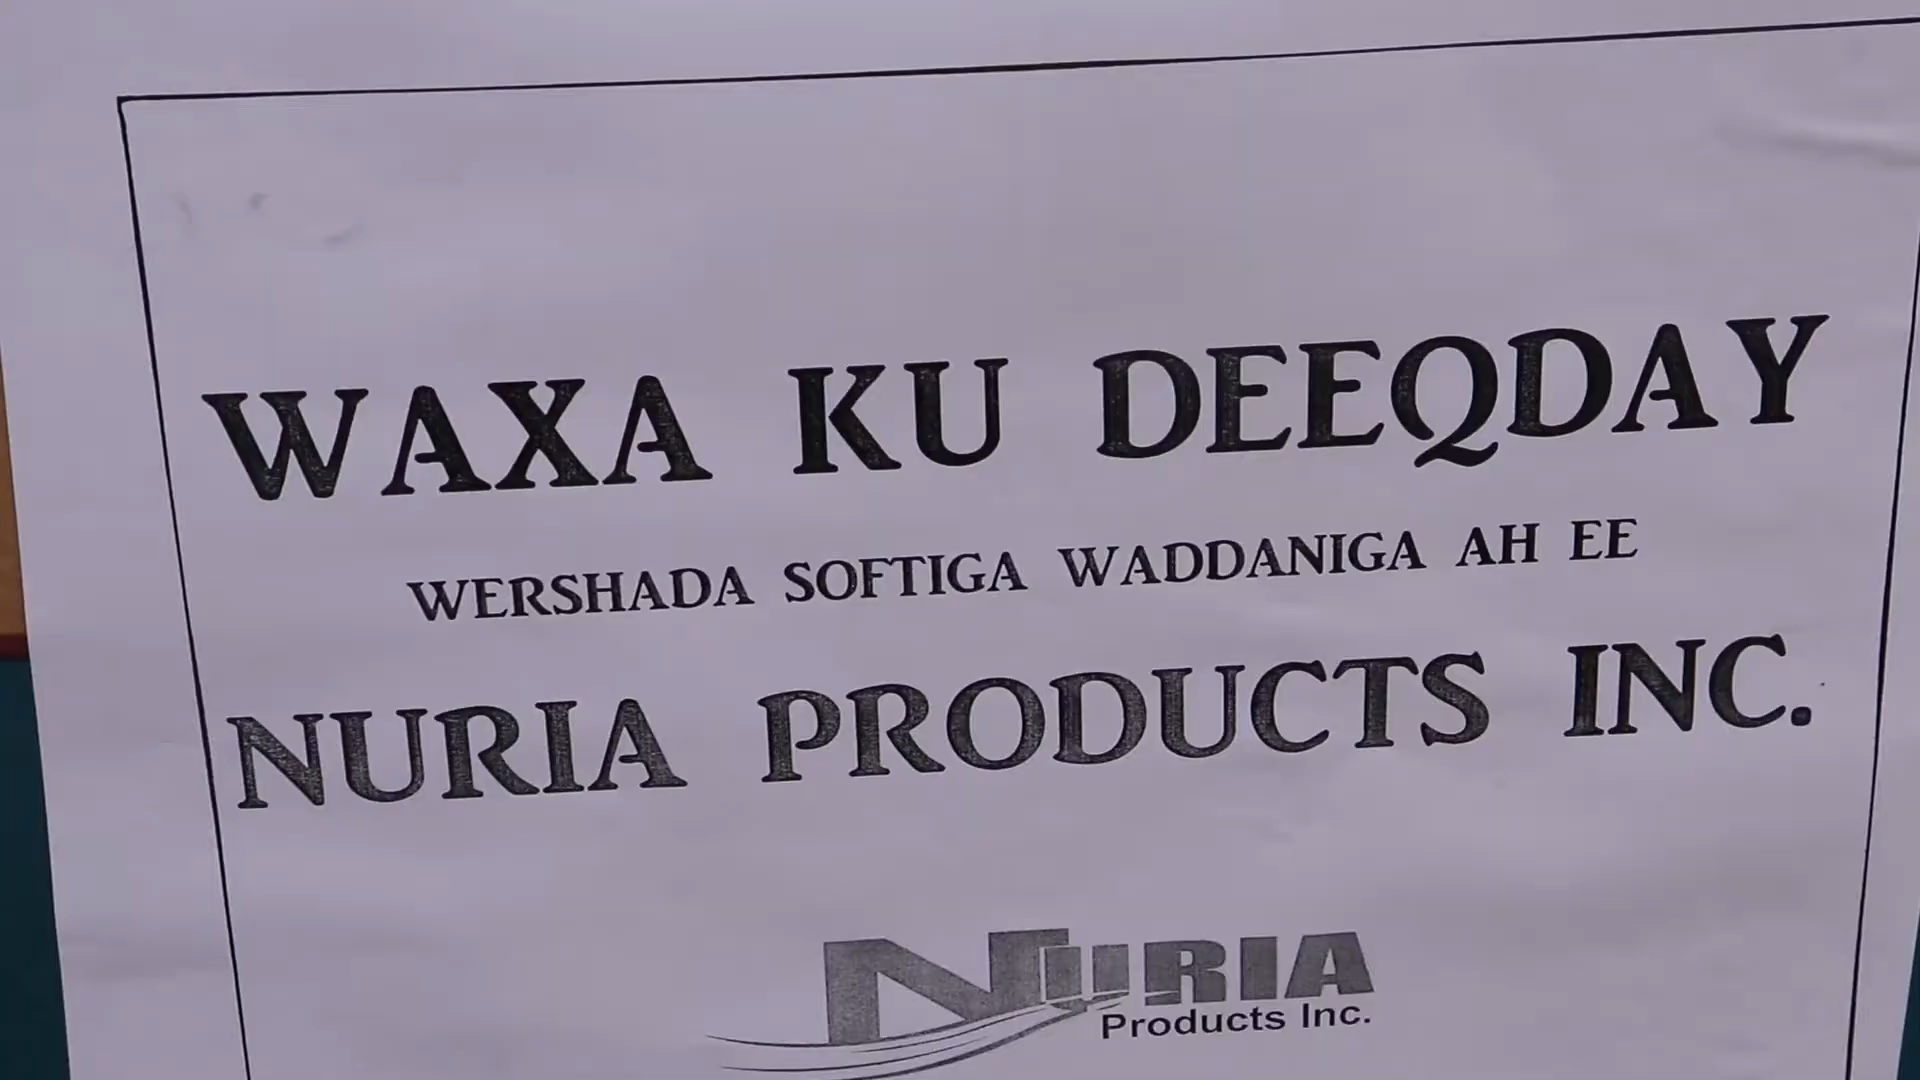 WAXA KU DEEQDAY
WERSHADA SOFTIGA WADDANIGA AH EE
NURIA PRODUCTS INC.
NURIA
Products Inc.